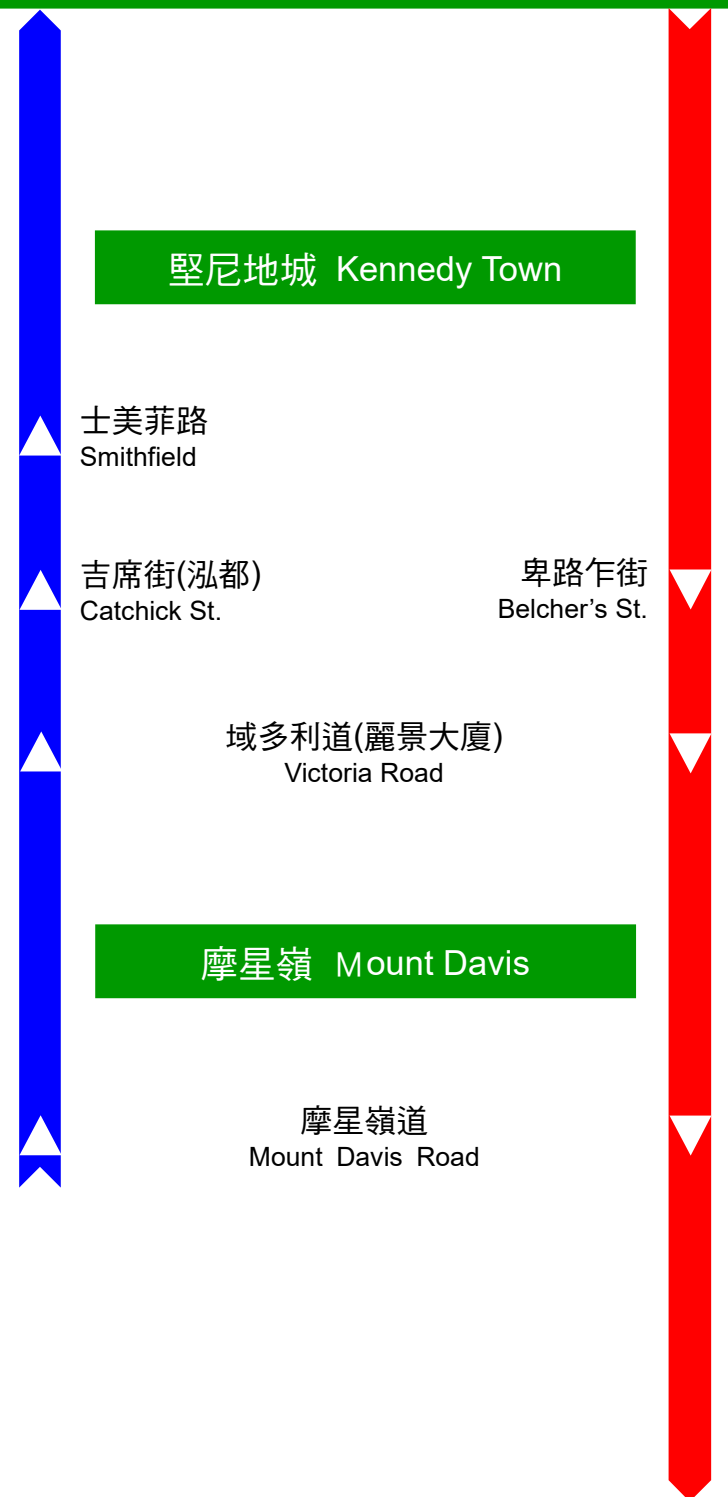 堅尼地城 Kennedy Town
士美菲路
Smithfield
吉席街(泓都)
Catchick St.
卑路乍街
Belcher’s St.
域多利道(麗景大廈)
Victoria Road
摩星嶺 Mount Davis
摩星嶺道
Mount Davis Road